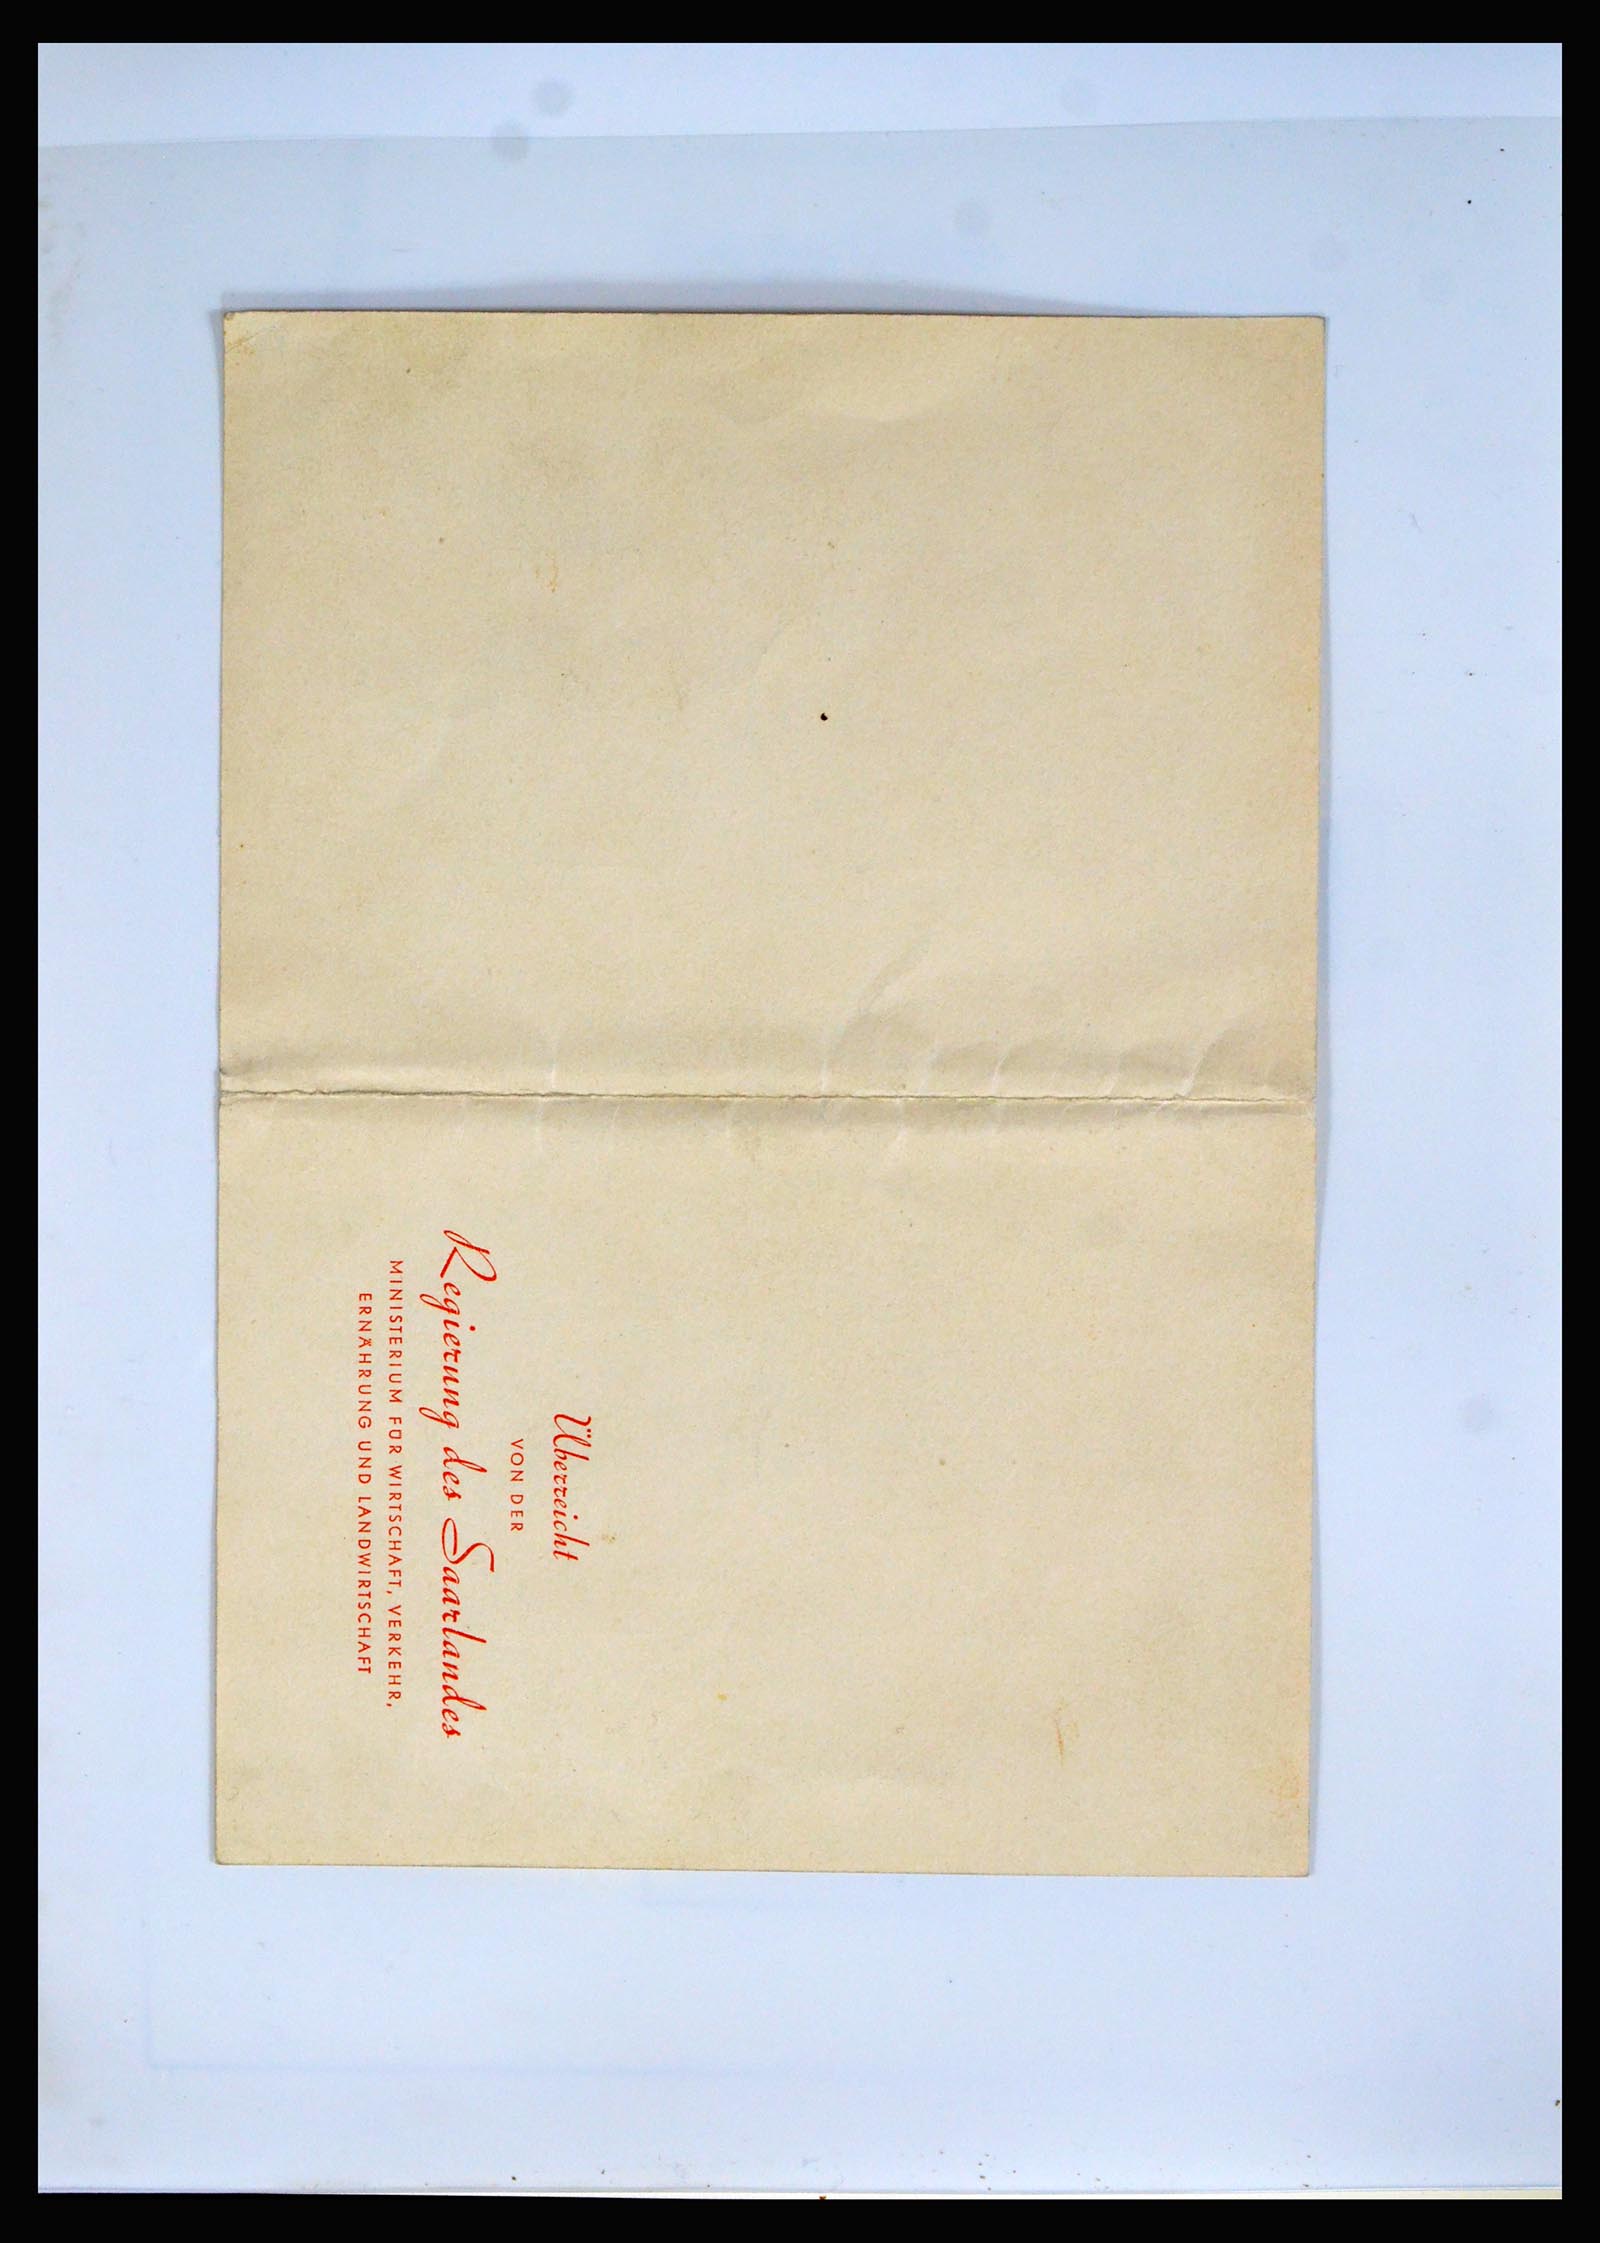 Überreicht
VON DER
Regierung des Saarlandes
MINISTERIUM FÜR WIRTSCHAFT, VERKEHR,
ERNÄHRUNG UND LANDWIRTSCHAFT